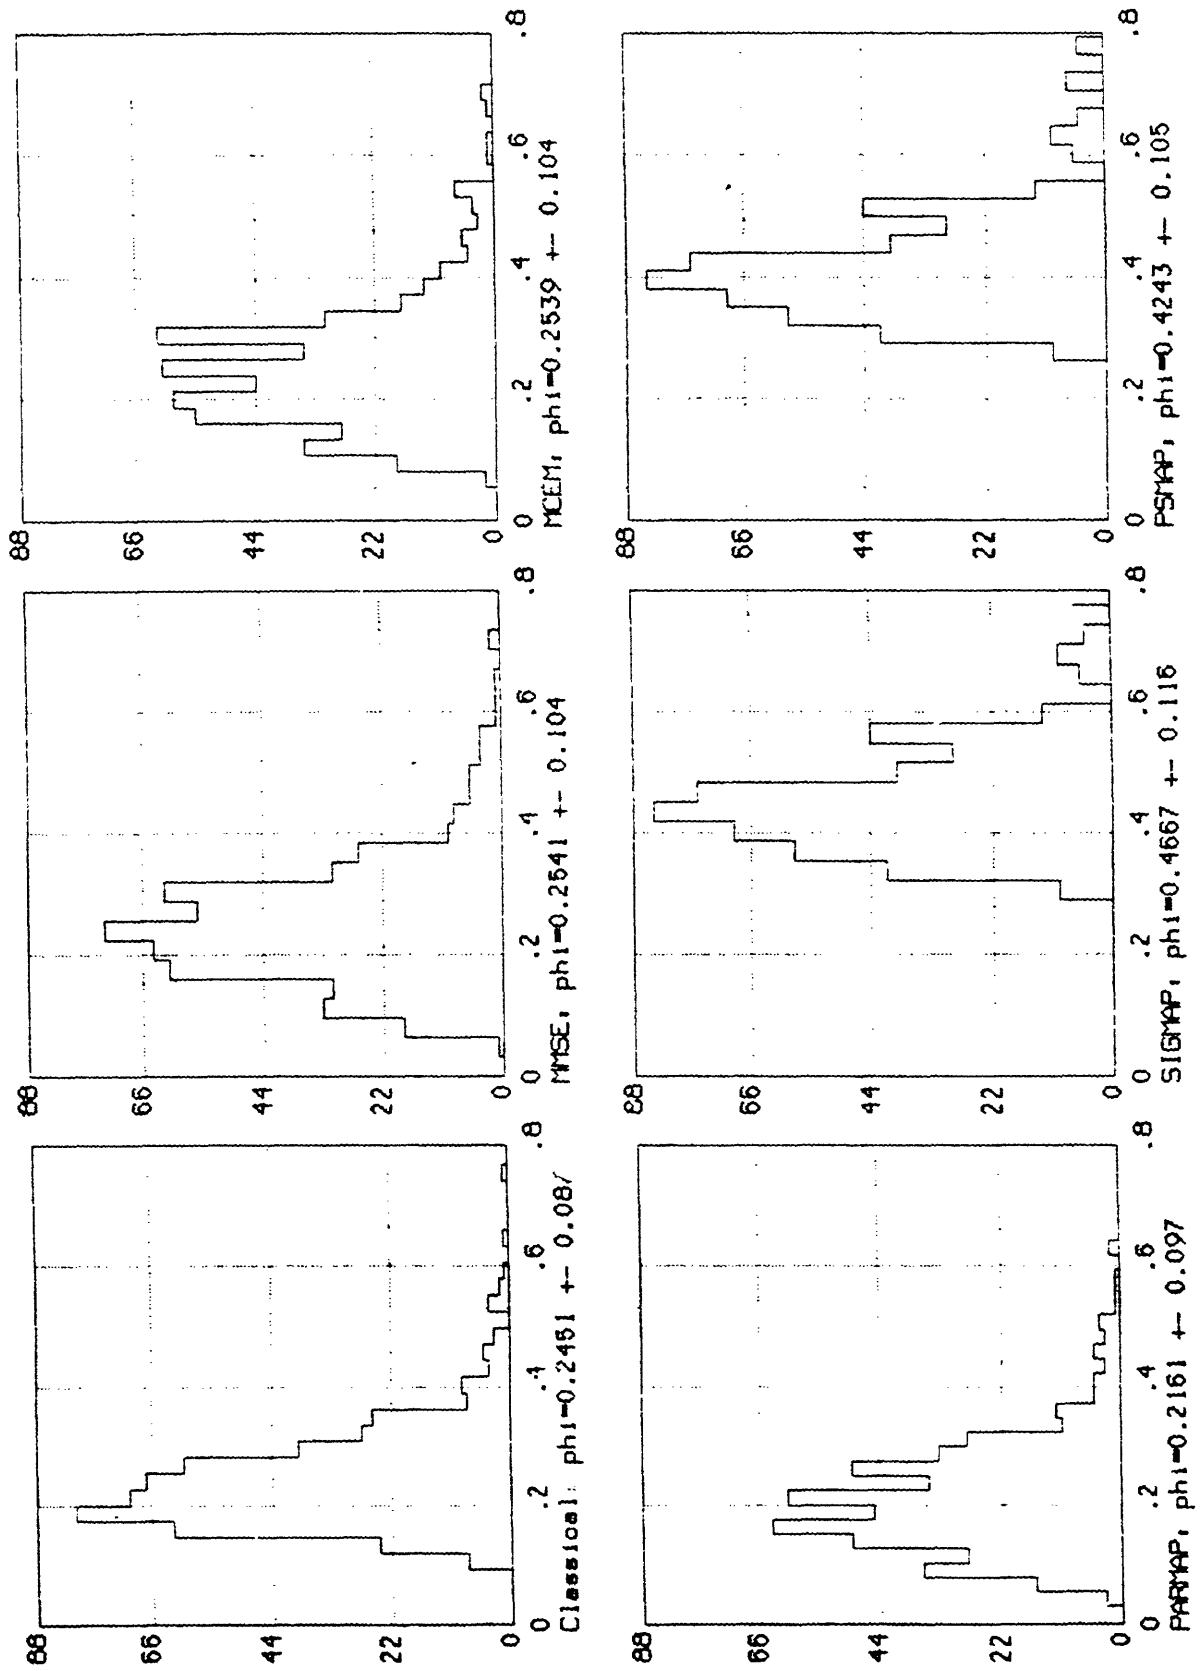 88
66
44
22
0
0 .2 .4 .6 .8
Classical: phi=0.2451 +- 0.087
88
66
44
22
0
0 .2 .4 .6 .8
MMSE, phi=0.2541 +- 0.104
88
66
44
22
0
0 .2 .4 .6 .8
MCEM, phi=0.2539 +- 0.104
88
66
44
22
0
0 .2 .4 .6 .8
PARMAP, phi=0.2161 +- 0.097
88
66
44
22
0
0 .2 .4 .6 .8
SIGMAP, phi=0.4667 +- 0.116
88
66
44
22
0
0 .2 .4 .6 .8
PSMAP, phi=0.4243 +- 0.105